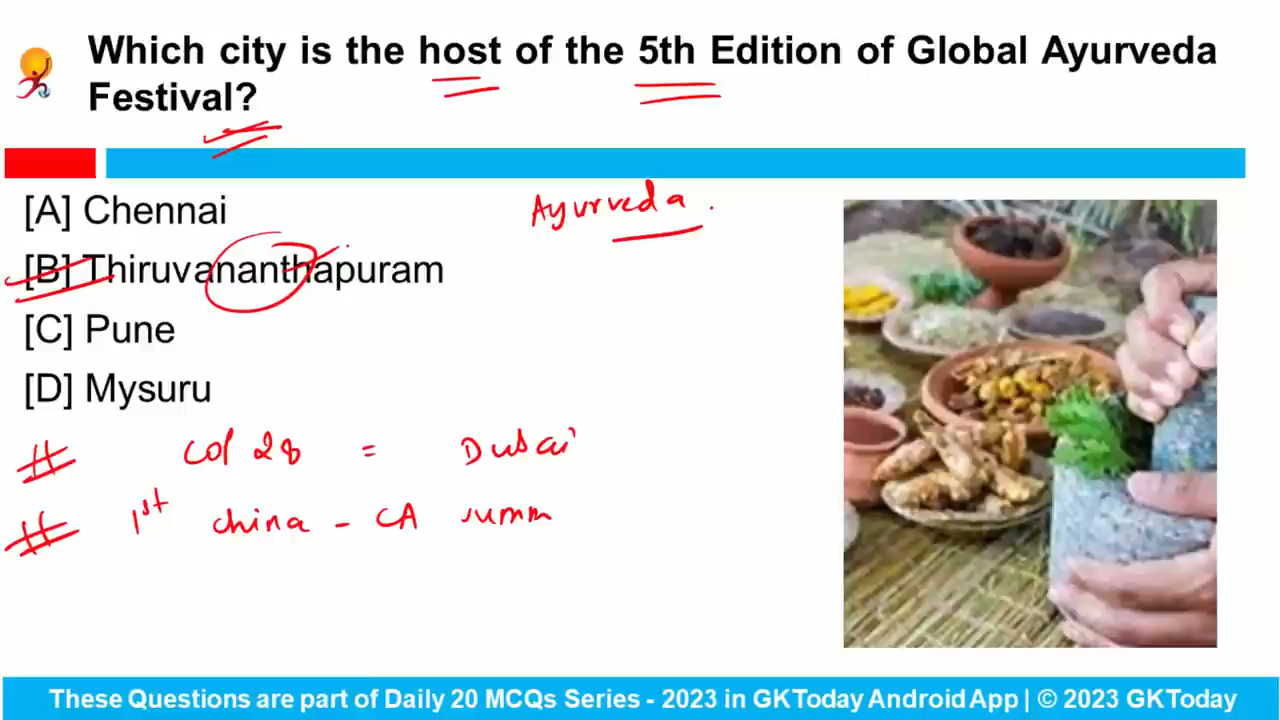 Which city is the host of the 5th Edition of Global Ayurveda
Festival?
[A] Chennai
Ayurveda.
[B] Thiruvananthapuram
[C] Pune
[D] Mysuru
# COP 28 = Dubai
# 1st China - CA summ
These Questions are part of Daily 20 MCQs Series - 2023 in GKToday Android App | © 2023 GKToday